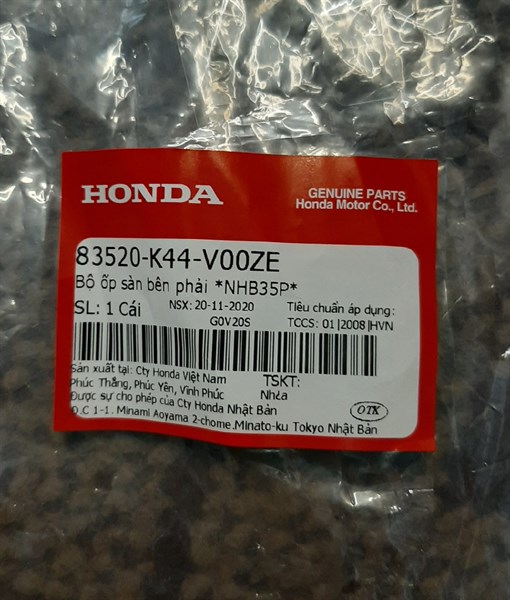 HONDA
GENUINE PARTS
Honda Motor Co., Ltd.
83520-K44-V00ZE
Bộ ốp sàn bên phải *NHB35P*
SL: 1 Cái
NSX: 20-11-2020
Tiêu chuẩn áp dụng:
G0V20S
TCCS: 01|2008|HVN
Sản xuất tại: Cty Honda Việt Nam
TSKT:
Phúc Thắng, Phúc Yên, Vĩnh Phúc
Nhựa
Được sự cho phép của Cty Honda Nhật Bản
OTK
Đ.C 1-1. Minami Aoyama 2-chome.Minato-ku Tokyo Nhật Bản